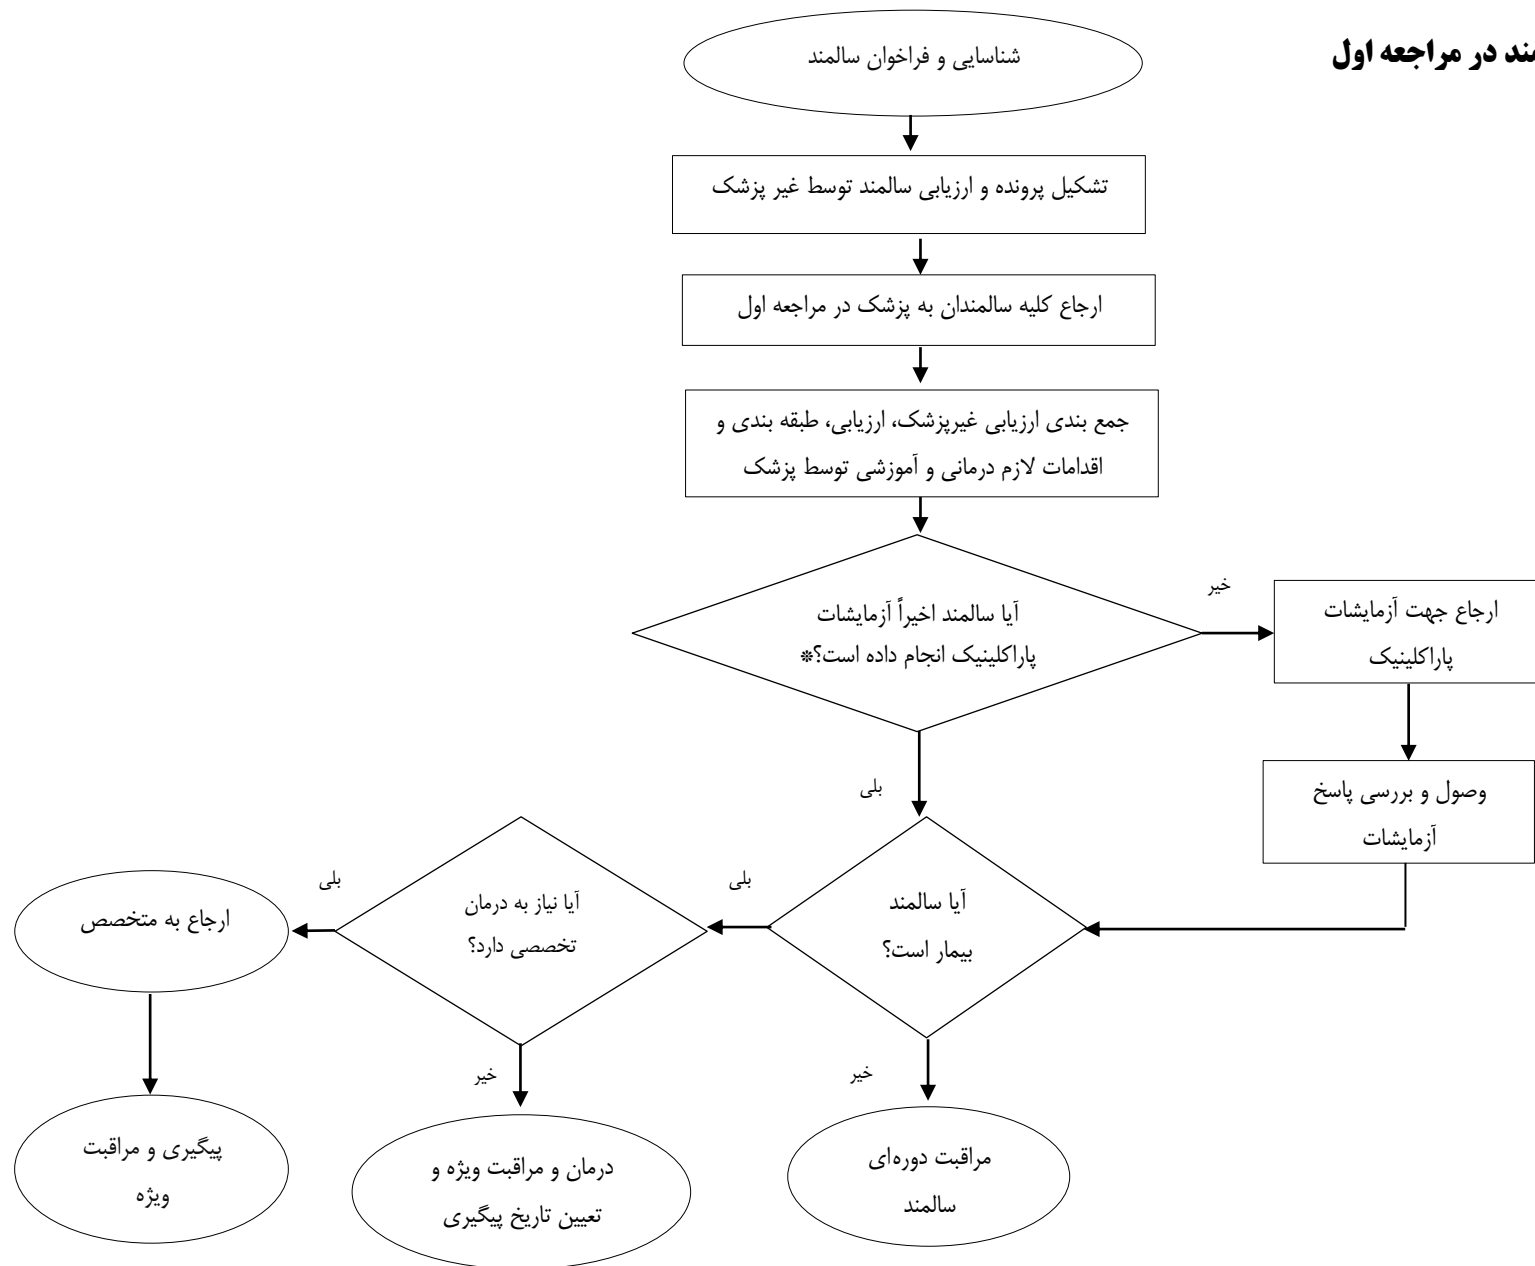 در مراجعه اول
شناسایی و فراخوان سالمند
تشکیل پرونده و ارزیابی سالمند توسط غیر پزشک
ارجاع کلیه سالمندان به پزشک در مراجعه اول
جمع بندی ارزیابی غیرپزشک، ارزیابی، طبقه بندی و
اقدامات لازم درمانی و آموزشی توسط پزشک
آیا سالمند اخیراً آزمایشات
پاراکلینیک انجام داده است؟*
خیر
ارجاع جهت آزمایشات
پاراکلینیک
وصول و بررسی پاسخ
آزمایشات
بلی
آیا سالمند
بیمار است؟
بلی
آیا نیاز به درمان
تخصصی دارد؟
بلی
ارجاع به متخصص
خیر
مراقبت دوره‌ای
سالمند
خیر
درمان و مراقبت ویژه و
تعیین تاریخ پیگیری
پیگیری و مراقبت
ویژه